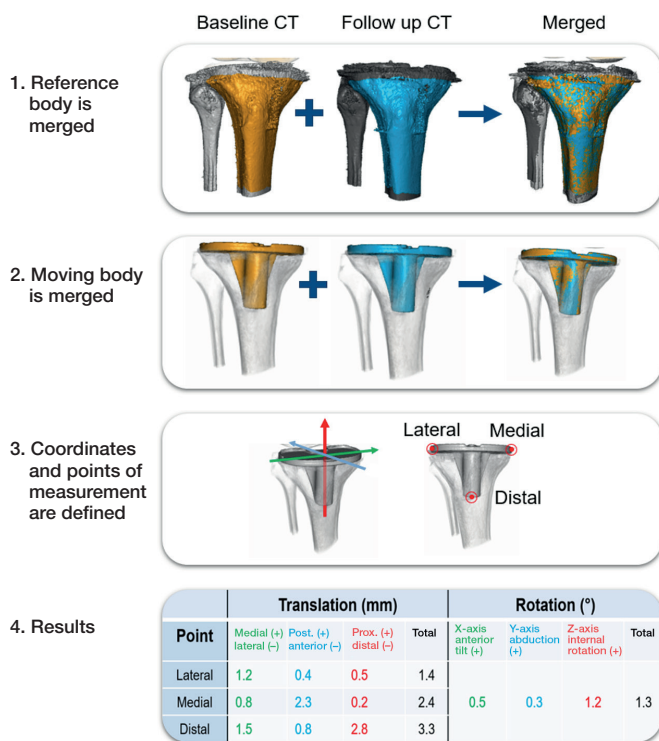 Baseline CT Follow up CT Merged
1. Reference
body is
merged
2. Moving body
is merged
3. Coordinates
and points of
measurement
are defined
Lateral Medial
Distal
4. Results
Translation (mm) Rotation (°)
Point Medial (+) lateral (–) Post. (+) anterior (–) Prox. (+) distal (–) Total X-axis anterior tilt (+) Y-axis abduction (+) Z-axis internal rotation (+) Total
Lateral 1.2 0.4 0.5 1.4
Medial 0.8 2.3 0.2 2.4 0.5 0.3 1.2 1.3
Distal 1.5 0.8 2.8 3.3